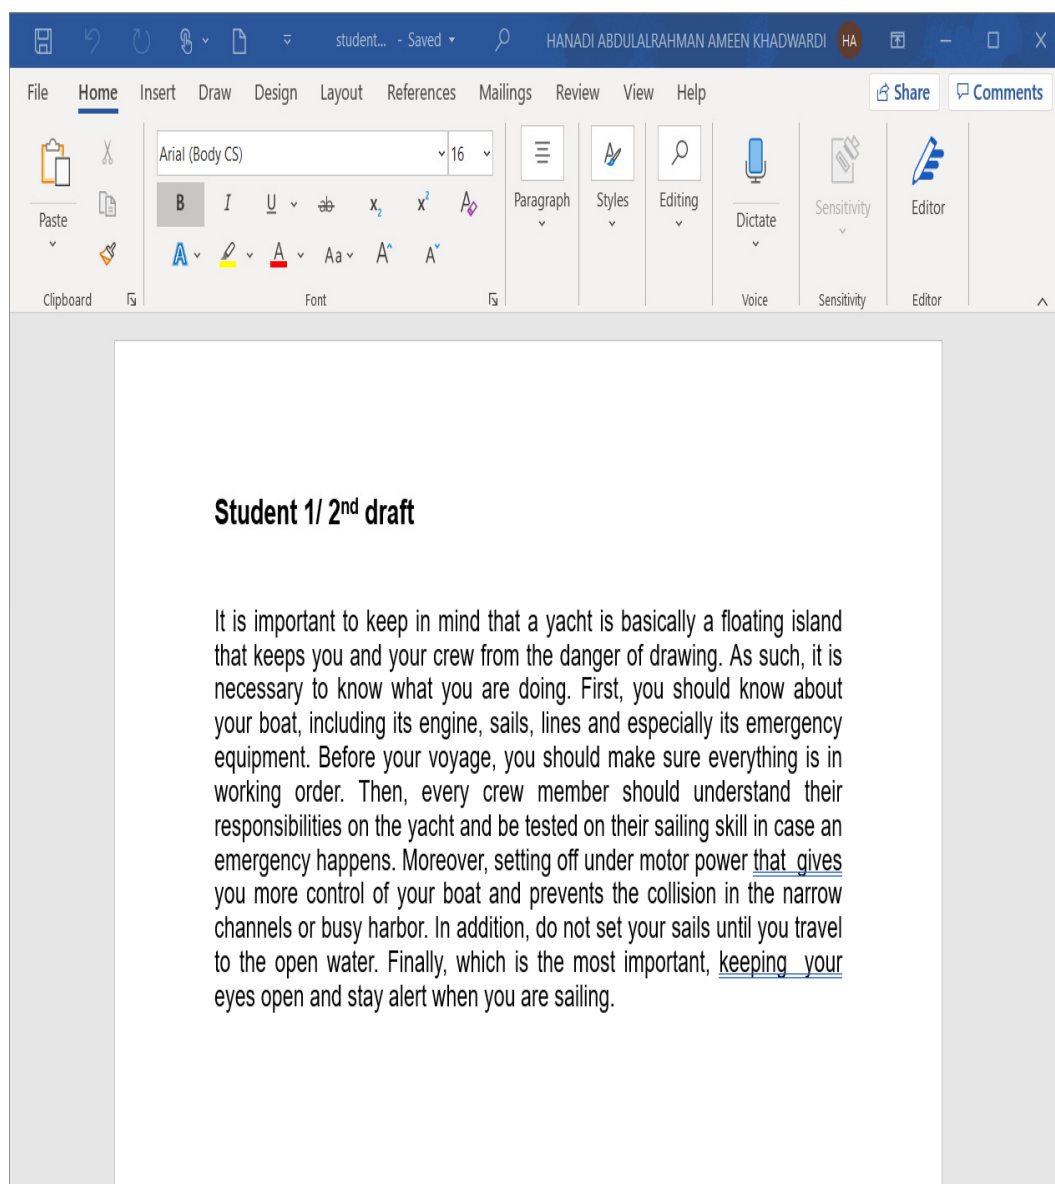 student... - Saved
HANADI ABDULALRAHMAN AMEEN KHADWARDI HA
File Home Insert Draw Design Layout References Mailings Review View Help Share Comments
Arial (Body CS) 16
B I U ab x2 x2 A
Paste Paragraph Styles Editing Dictate Sensitivity Editor
A A Aa A A
Clipboard Font Voice Sensitivity Editor
Student 1/ 2nd draft
It is important to keep in mind that a yacht is basically a floating island
that keeps you and your crew from the danger of drawing. As such, it is
necessary to know what you are doing. First, you should know about
your boat, including its engine, sails, lines and especially its emergency
equipment. Before your voyage, you should make sure everything is in
working order. Then, every crew member should understand their
responsibilities on the yacht and be tested on their sailing skill in case an
emergency happens. Moreover, setting off under motor power that gives
you more control of your boat and prevents the collision in the narrow
channels or busy harbor. In addition, do not set your sails until you travel
to the open water. Finally, which is the most important, keeping your
eyes open and stay alert when you are sailing.